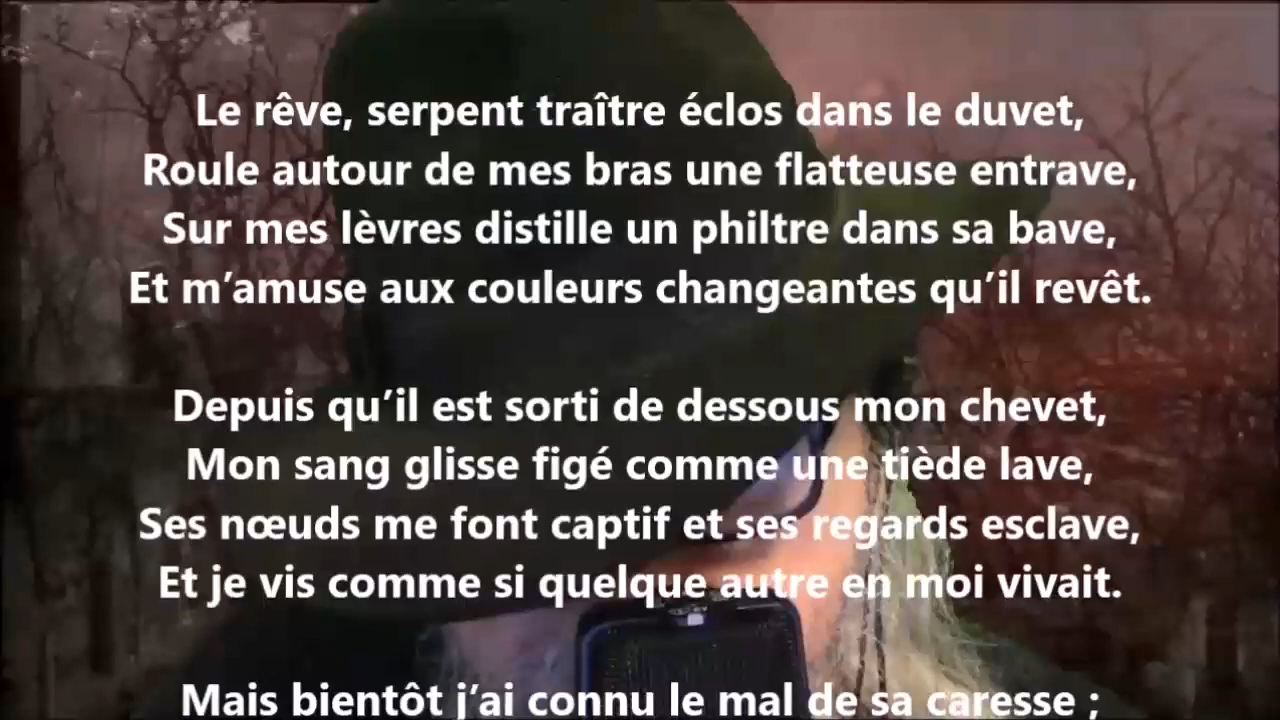 Le rêve, serpent traître éclos dans le duvet,
Roule autour de mes bras une flatteuse entrave,
Sur mes lèvres distille un philtre dans sa bave,
Et m’amuse aux couleurs changeantes qu’il revêt.
Depuis qu’il est sorti de dessous mon chevet,
Mon sang glisse figé comme une tiède lave,
Ses nœuds me font captif et ses regards esclave,
Et je vis comme si quelque autre en moi vivait.
Mais bientôt j’ai connu le mal de sa caresse ;